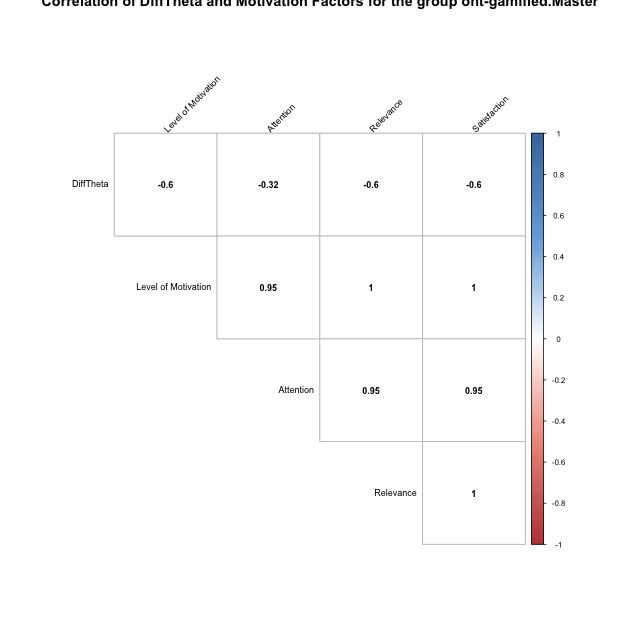 Correlation of DiffTheta and Motivation Factors for the group ont-gamified.Master
Level of Motivation
Attention
Relevance
Satisfaction
DiffTheta -0.6 -0.32 -0.6 -0.6
Level of Motivation 0.95 1 1
Attention 0.95 0.95
Relevance 1
1
0.8
0.6
0.4
0.2
0
-0.2
-0.4
-0.6
-0.8
-1